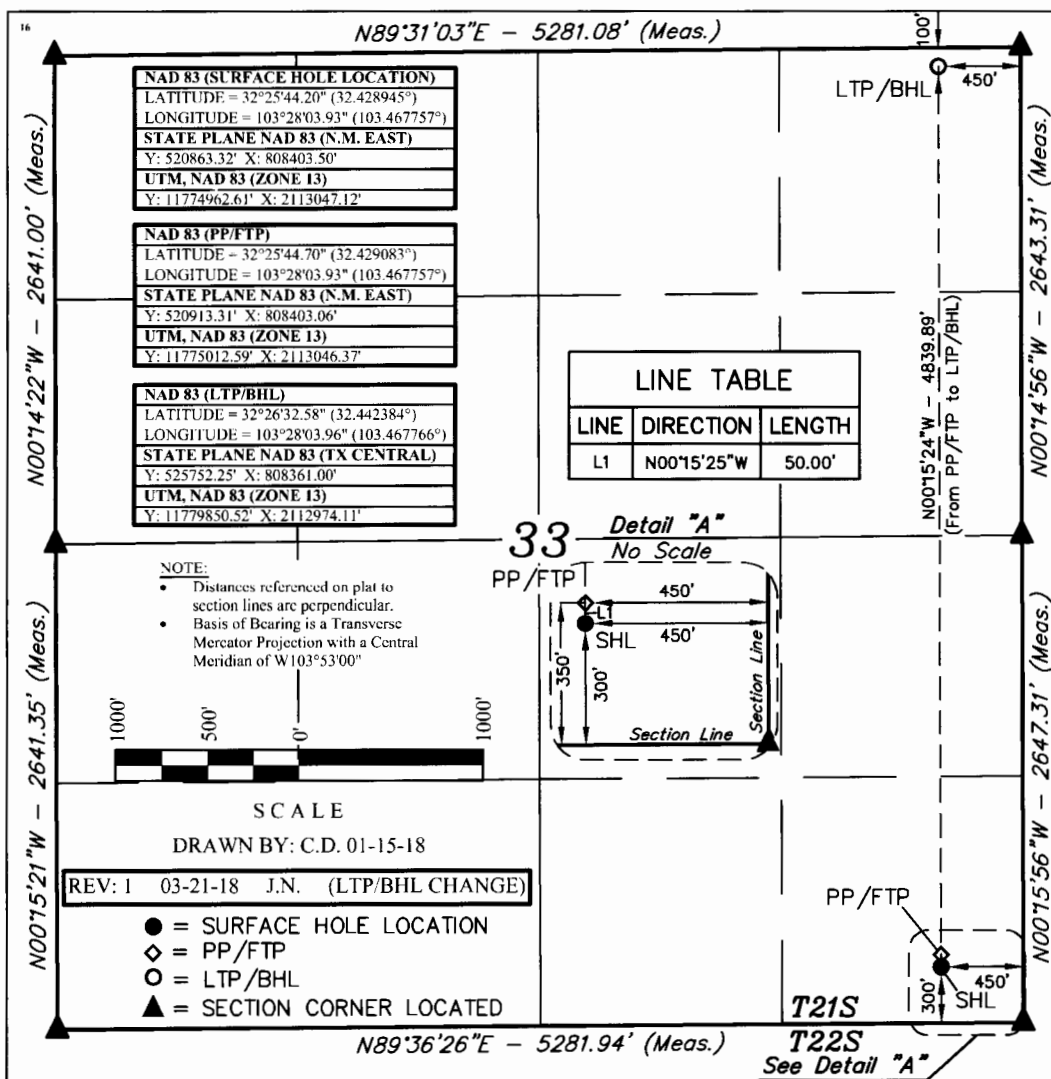 16
N89°31'03"E – 5281.08' (Meas.)
100'
450'
LTP/BHL
NAD 83 (SURFACE HOLE LOCATION)
LATITUDE = 32°25'44.20" (32.428945°)
LONGITUDE = 103°28'03.93" (103.467757°)
STATE PLANE NAD 83 (N.M. EAST)
Y: 520863.32' X: 808403.50'
UTM, NAD 83 (ZONE 13)
Y: 11774962.61' X: 2113047.12'
NAD 83 (PP/FTP)
LATITUDE = 32°25'44.70" (32.429083°)
LONGITUDE = 103°28'03.93" (103.467757°)
STATE PLANE NAD 83 (N.M. EAST)
Y: 520913.31' X: 808403.06'
UTM, NAD 83 (ZONE 13)
Y: 11775012.59' X: 2113046.37'
NAD 83 (LTP/BHL)
LATITUDE = 32°26'32.58" (32.442384°)
LONGITUDE = 103°28'03.96" (103.467766°)
STATE PLANE NAD 83 (TX CENTRAL)
Y: 525752.25' X: 808361.00'
UTM, NAD 83 (ZONE 13)
Y: 11779850.52' X: 2112974.11'
N00°14'22"W – 2641.00' (Meas.)
N00°14'56"W – 2643.31' (Meas.)
N00°15'24"W – 4839.89'
(From PP/FTP to LTP/BHL)
LINE TABLE
LINE DIRECTION LENGTH
L1 N00°15'25"W 50.00'
33
Detail "A"
No Scale
PP/FTP
450'
L1
450'
SHL
350'
300'
Section Line
Section Line
NOTE:
• Distances referenced on plat to
section lines are perpendicular.
• Basis of Bearing is a Transverse
Mercator Projection with a Central
Meridian of W103°53'00"
1000' 500' 0' 1000'
SCALE
DRAWN BY: C.D. 01-15-18
REV: 1 03-21-18 J.N. (LTP/BHL CHANGE)
● = SURFACE HOLE LOCATION
◇ = PP/FTP
○ = LTP/BHL
▲ = SECTION CORNER LOCATED
N00°15'21"W – 2641.35' (Meas.)
N00°15'56"W – 2647.31' (Meas.)
PP/FTP
450'
300'
SHL
T21S
T22S
N89°36'26"E – 5281.94' (Meas.)
See Detail "A"